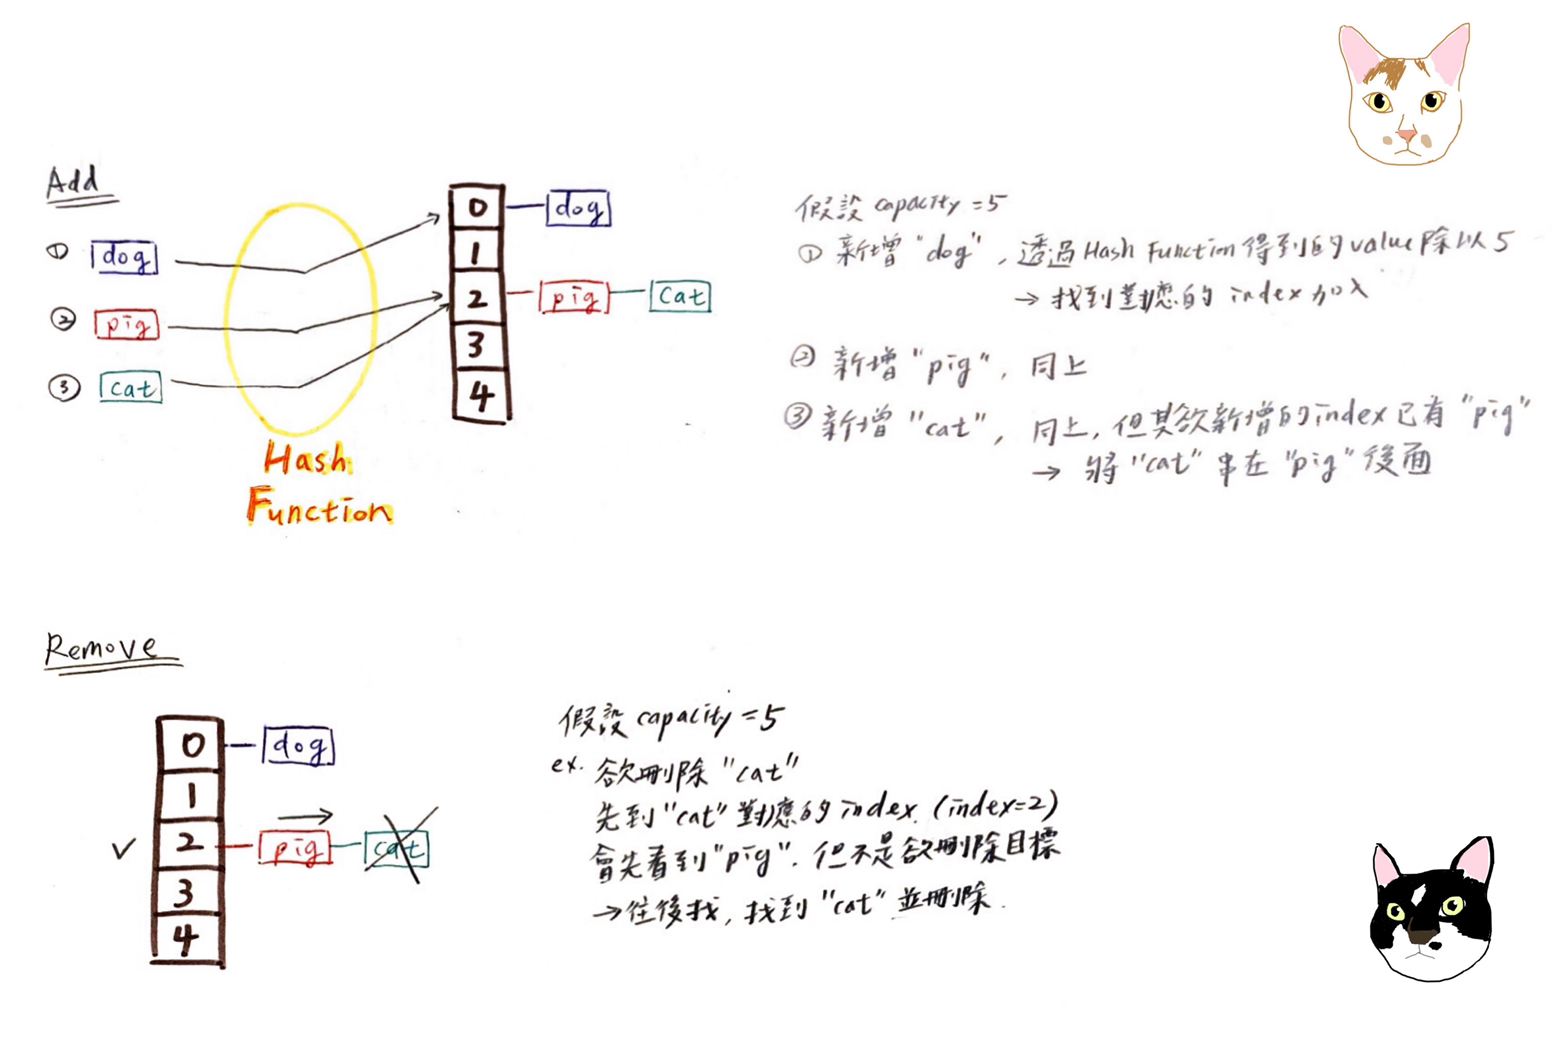 Add
① dog
② pig
③ cat
Hash
Function
0 dog
1
2 pig cat
3
4
假設 capacity = 5
① 新增 "dog", 透過 Hash Function 得到的 value 除以 5
→ 找到對應的 index 加入
② 新增 "pig", 同上
③ 新增 "cat", 同上, 但其欲新增的 index 已有 "pig"
→ 將 "cat" 串在 "pig" 後面
Remove
0 dog
1
2 pig cat
3
4
假設 capacity = 5
ex. 欲刪除 "cat"
先到 "cat" 對應的 index. (index=2)
會先看到 "pig". 但不是欲刪除目標
→ 往後找, 找到 "cat" 並刪除.